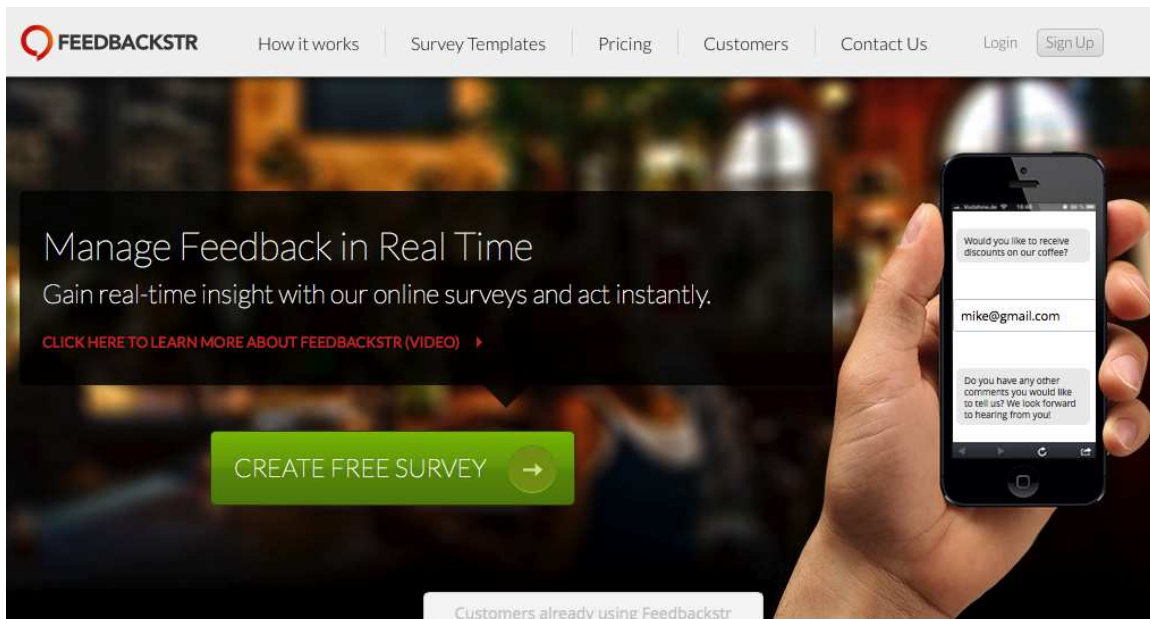 FEEDBACKSTR
How it works
Survey Templates
Pricing
Customers
Contact Us
Login
Sign Up
Manage Feedback in Real Time
Gain real-time insight with our online surveys and act instantly.
CLICK HERE TO LEARN MORE ABOUT FEEDBACKSTR (VIDEO)
CREATE FREE SURVEY
Would you like to receive
discounts on our coffee?
mike@gmail.com
Do you have any other
comments you would like
to tell us? We look forward
to hearing from you!
Customers already using Feedbackstr